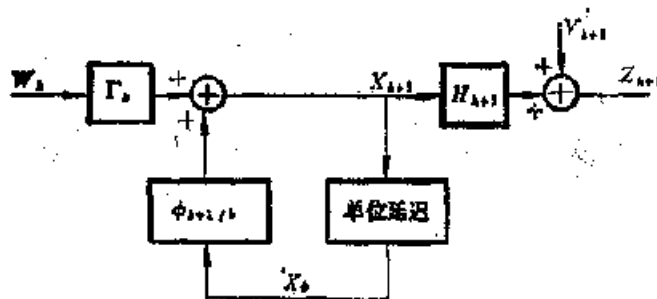 V_{k+1}
W_k
Γ_k
+
+
+
X_{k+1}
H_{k+1}
+
+
+
Z_{k+1}
φ_{k+1/k}
单位延迟
X_k